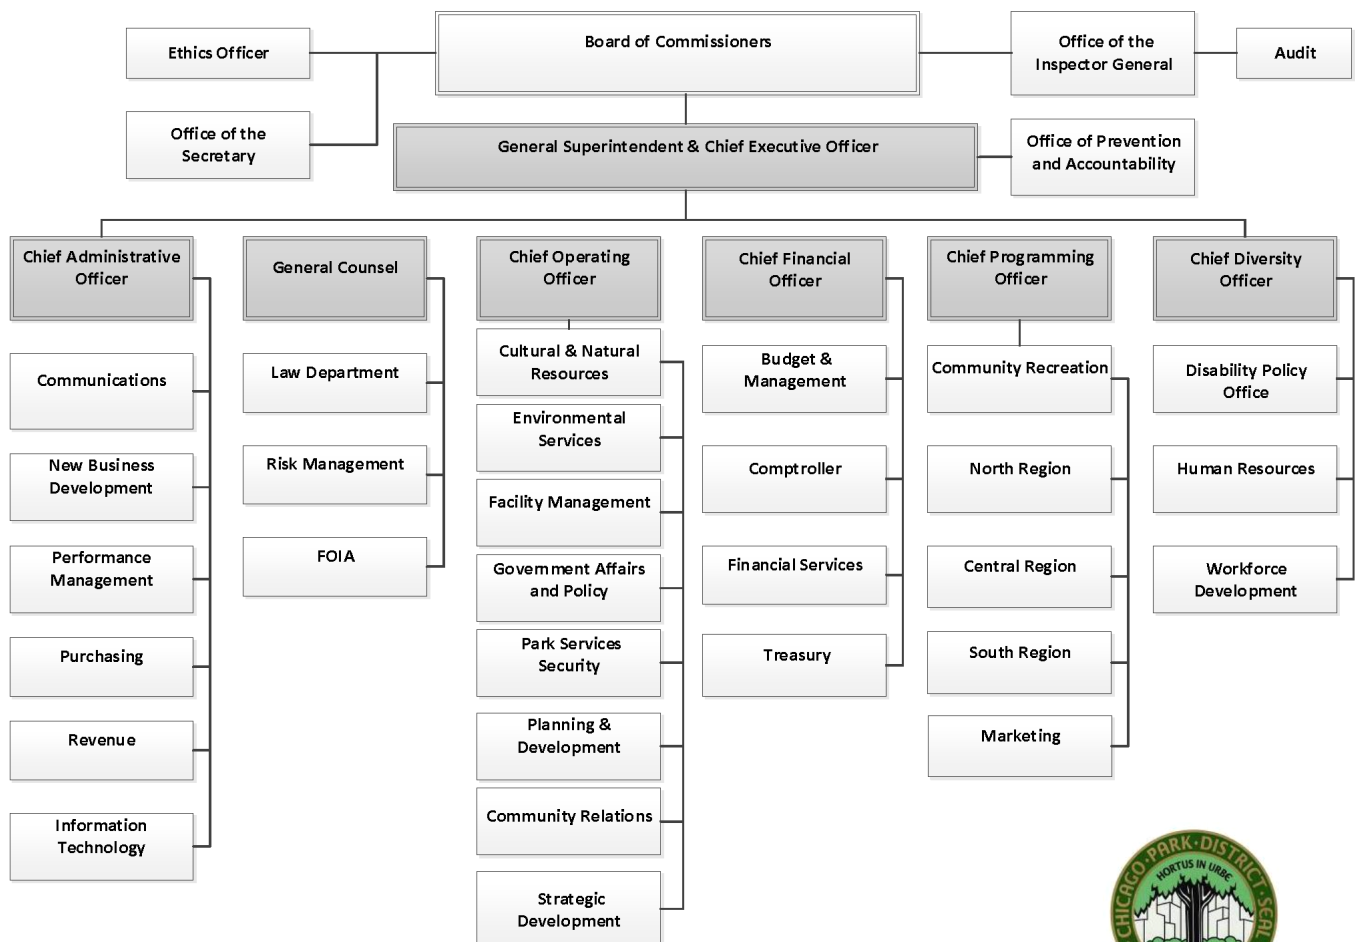 Ethics Officer
Board of Commissioners
Office of the
Inspector General
Audit
Office of the
Secretary
General Superintendent & Chief Executive Officer
Office of Prevention
and Accountability
Chief Administrative
Officer
General Counsel
Chief Operating
Officer
Chief Financial
Officer
Chief Programming
Officer
Chief Diversity
Officer
Communications
New Business
Development
Performance
Management
Purchasing
Revenue
Information
Technology
Law Department
Risk Management
FOIA
Cultural & Natural
Resources
Environmental
Services
Facility Management
Government Affairs
and Policy
Park Services
Security
Planning &
Development
Community Relations
Strategic
Development
Budget &
Management
Comptroller
Financial Services
Treasury
Community Recreation
North Region
Central Region
South Region
Marketing
Disability Policy
Office
Human Resources
Workforce
Development
CHICAGO · PARK · DISTRICT SEAL
HORTUS IN URBE